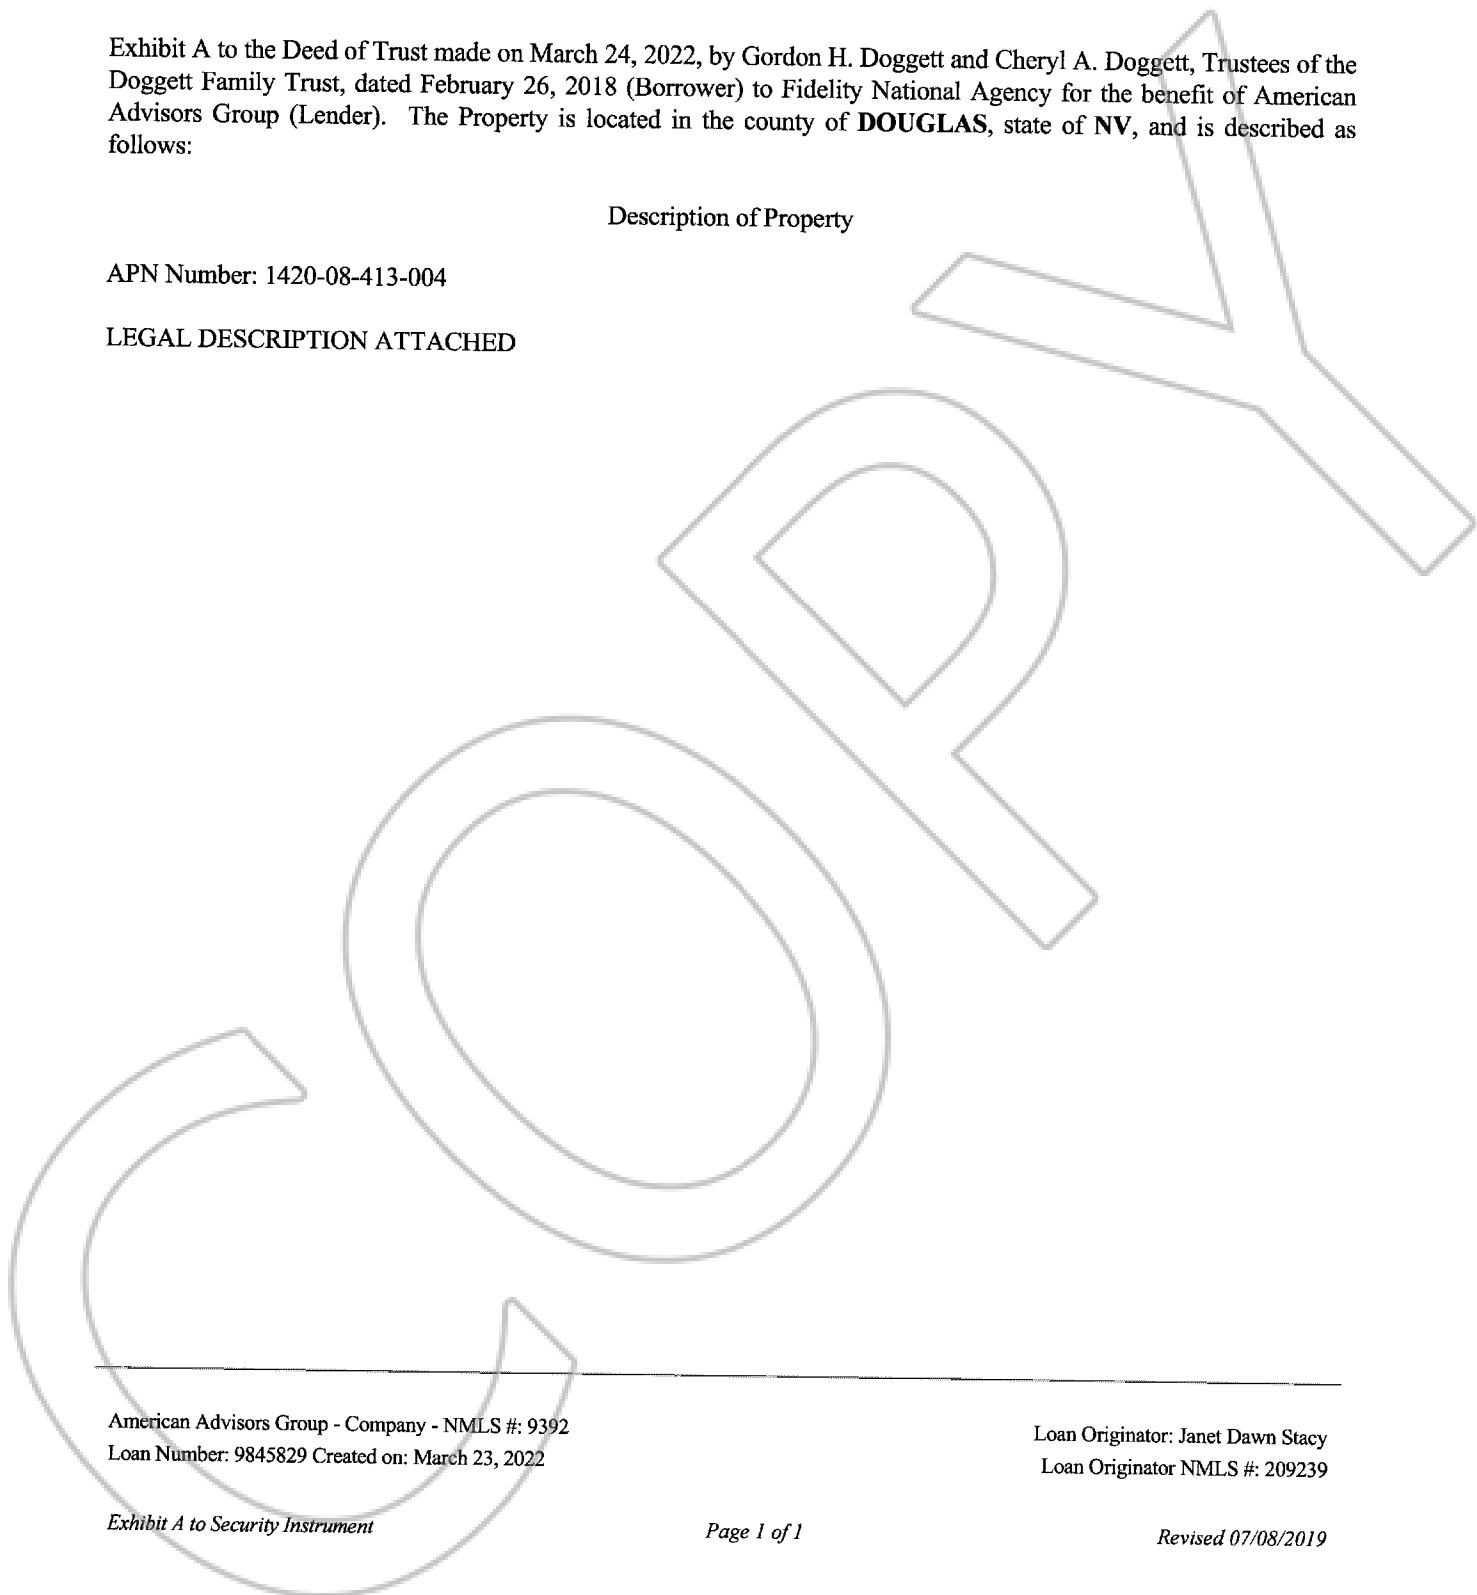 Exhibit A to the Deed of Trust made on March 24, 2022, by Gordon H. Doggett and Cheryl A. Doggett, Trustees of the
Doggett Family Trust, dated February 26, 2018 (Borrower) to Fidelity National Agency for the benefit of American
Advisors Group (Lender). The Property is located in the county of DOUGLAS, state of NV, and is described as
follows:
Description of Property
APN Number: 1420-08-413-004
LEGAL DESCRIPTION ATTACHED
COPY
American Advisors Group - Company - NMLS #: 9392
Loan Number: 9845829 Created on: March 23, 2022
Loan Originator: Janet Dawn Stacy
Loan Originator NMLS #: 209239
Exhibit A to Security Instrument
Page 1 of 1
Revised 07/08/2019